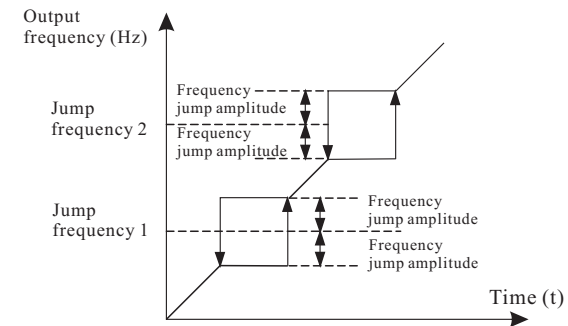 Output
frequency (Hz)
Frequency
jump amplitude
Jump
frequency 2
Frequency
jump amplitude
Frequency
jump amplitude
Jump
frequency 1
Frequency
jump amplitude
Time (t)